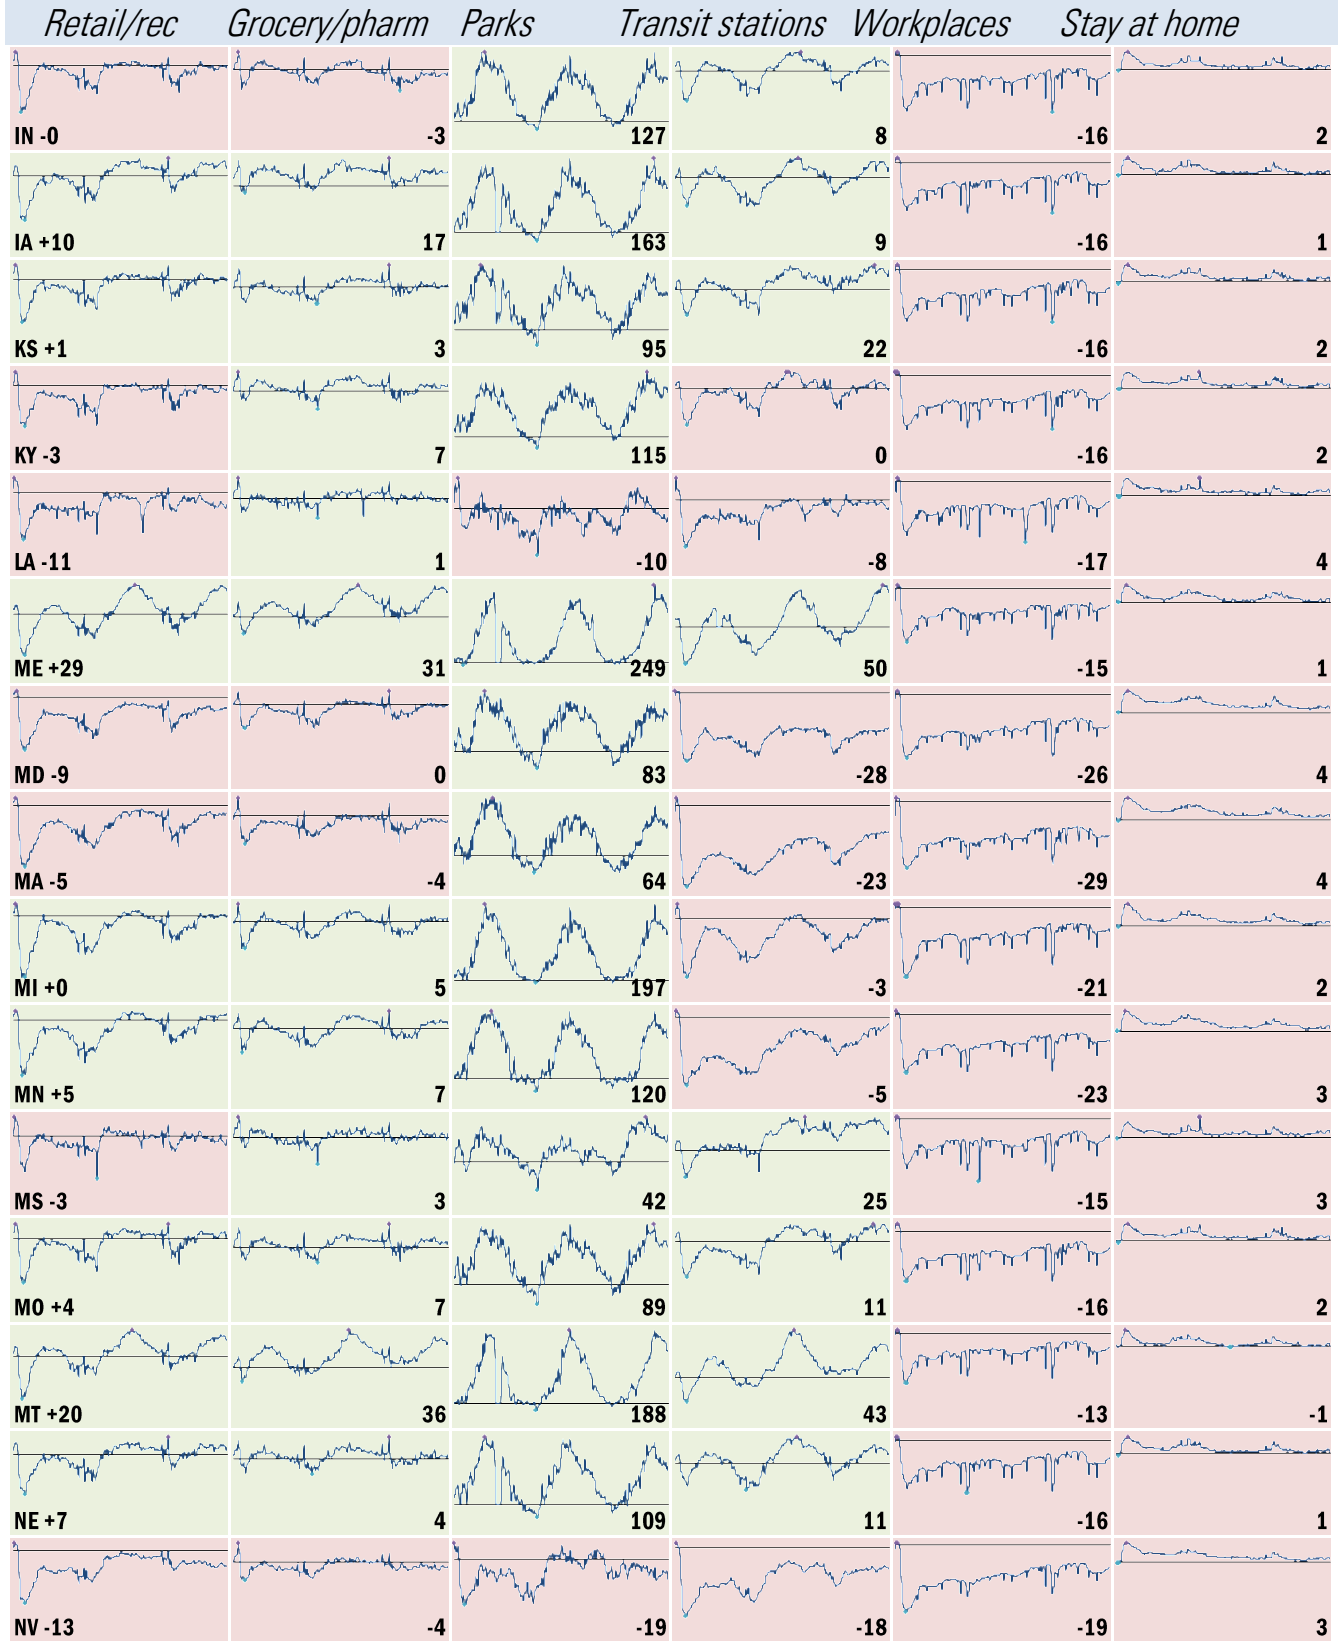 Retail/rec Grocery/pharm Parks Transit stations Workplaces Stay at home
IN -0 -3 127 8 -16 2
IA +10 17 163 9 -16 1
KS +1 3 95 22 -16 2
KY -3 7 115 0 -16 2
LA -11 1 -10 -8 -17 4
ME +29 31 249 50 -15 1
MD -9 0 83 -28 -26 4
MA -5 -4 64 -23 -29 4
MI +0 5 197 -3 -21 2
MN +5 7 120 -5 -23 3
MS -3 3 42 25 -15 3
MO +4 7 89 11 -16 2
MT +20 36 188 43 -13 -1
NE +7 4 109 11 -16 1
NV -13 -4 -19 -18 -19 3